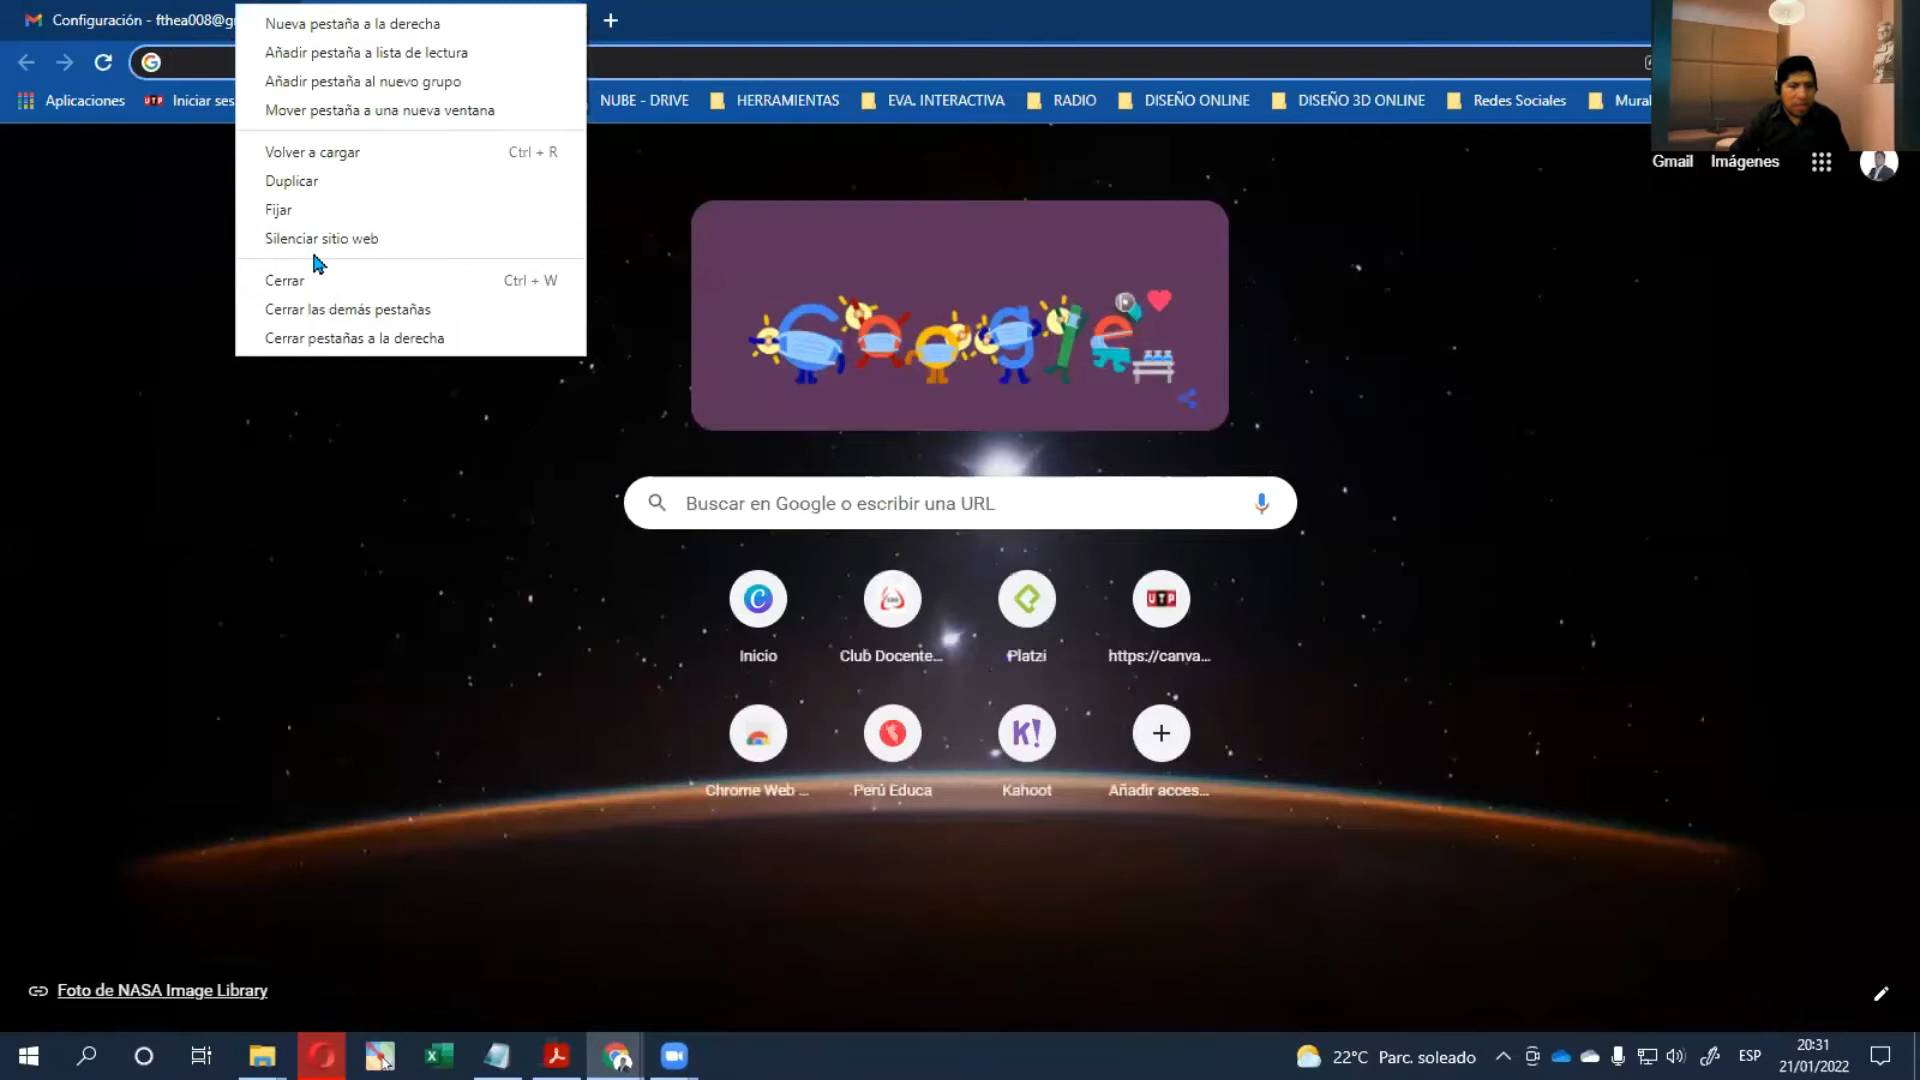 Configuración - fthea008@g
Nueva pestaña a la derecha
Añadir pestaña a lista de lectura
Añadir pestaña al nuevo grupo
Mover pestaña a una nueva ventana
Volver a cargar Ctrl + R
Duplicar
Fijar
Silenciar sitio web
Cerrar Ctrl + W
Cerrar las demás pestañas
Cerrar pestañas a la derecha
Aplicaciones UTP Iniciar ses NUBE - DRIVE HERRAMIENTAS EVA. INTERACTIVA RADIO DISEÑO ONLINE DISEÑO 3D ONLINE Redes Sociales Mural
Gmail Imágenes
Google
Buscar en Google o escribir una URL
UTP
Inicio Club Docente... Platzi https://canva...
K!
Chrome Web ... Perú Educa Kahoot Añadir acces...
Foto de NASA Image Library
22°C Parc. soleado ESP 20:31
21/01/2022